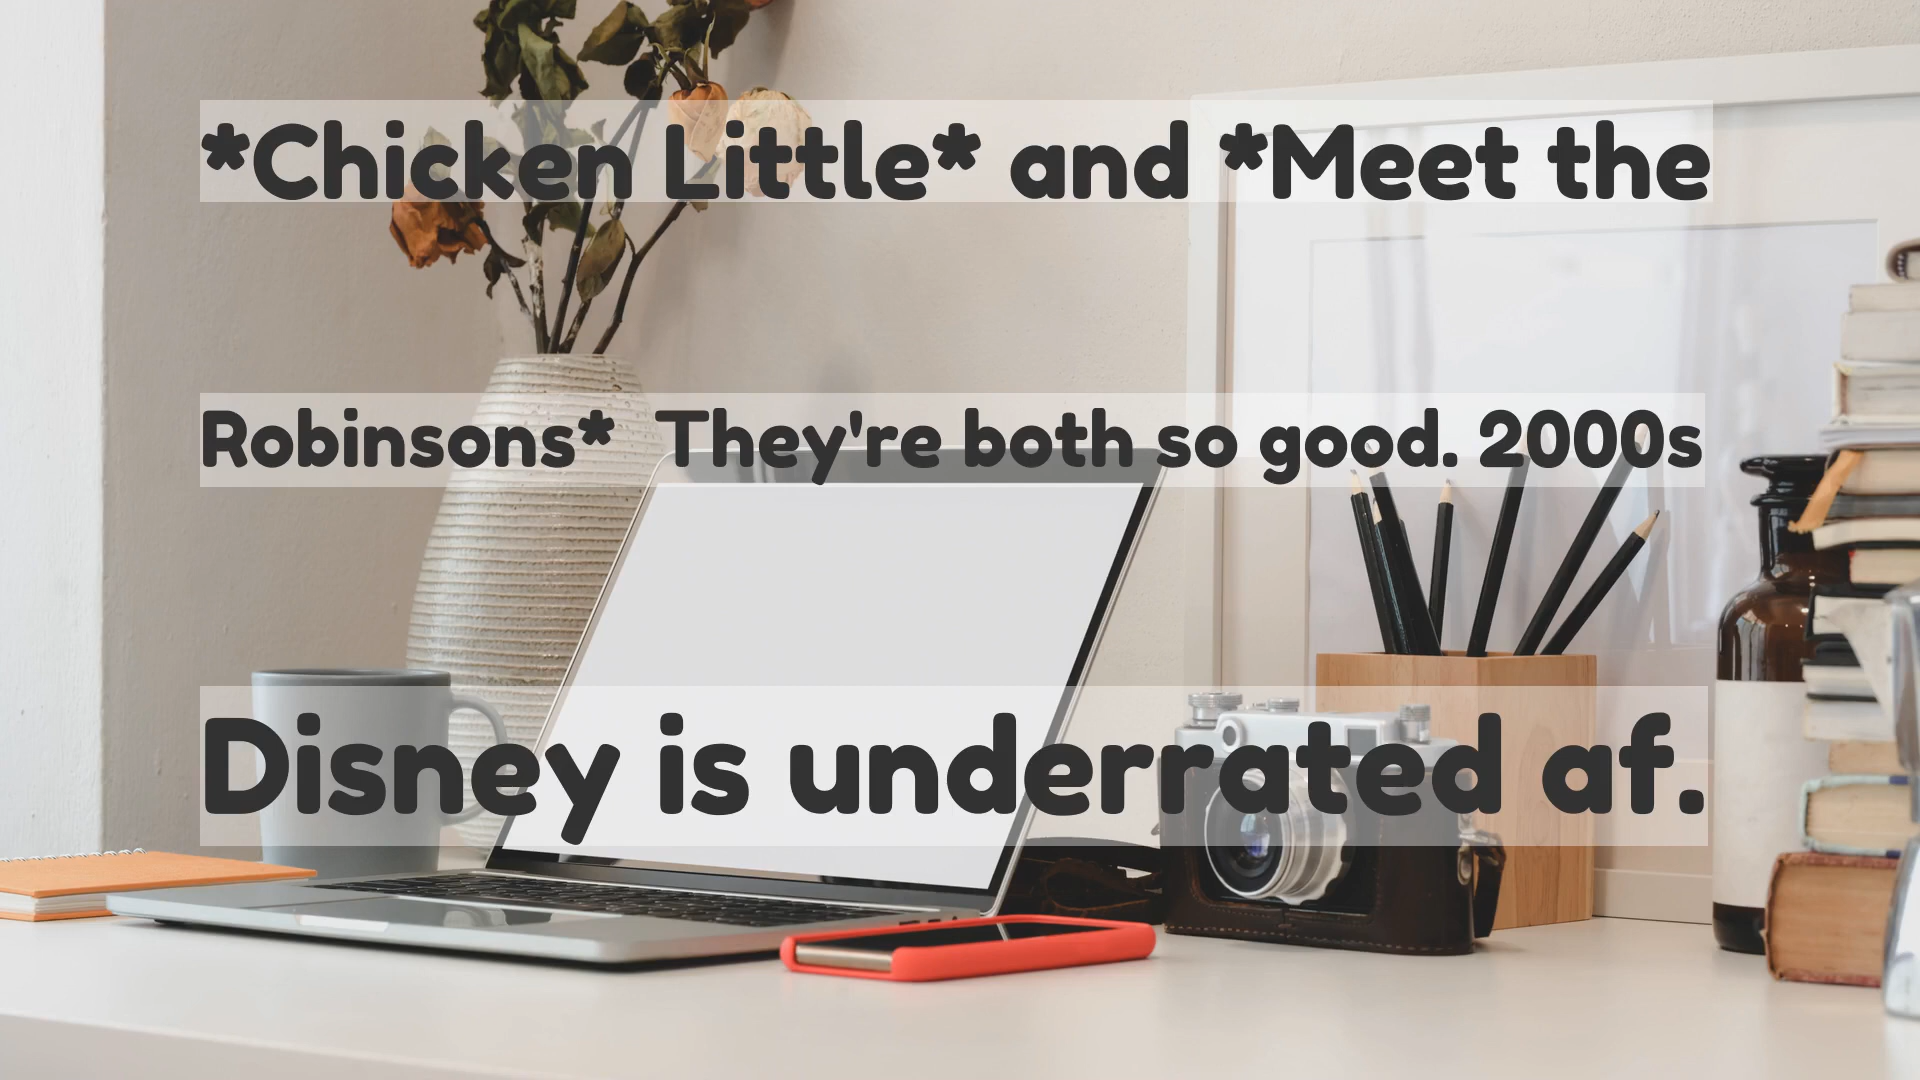 *Chicken Little* and *Meet the
Robinsons*  They're both so good. 2000s
Disney is underrated af.